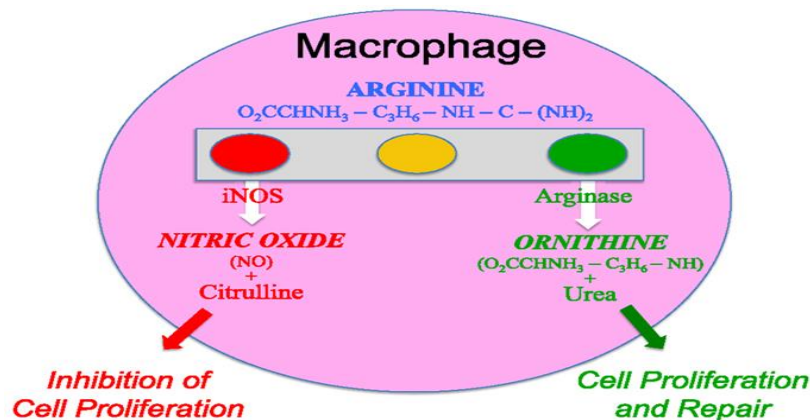 Macrophage
ARGININE
O₂CCHNH₃ – C₃H₆ – NH – C – (NH)₂
iNOS
Arginase
NITRIC OXIDE
(NO)
+
Citrulline
ORNITHINE
(O₂CCHNH₃ – C₃H₆ – NH)
+
Urea
Inhibition of
Cell Proliferation
Cell Proliferation
and Repair